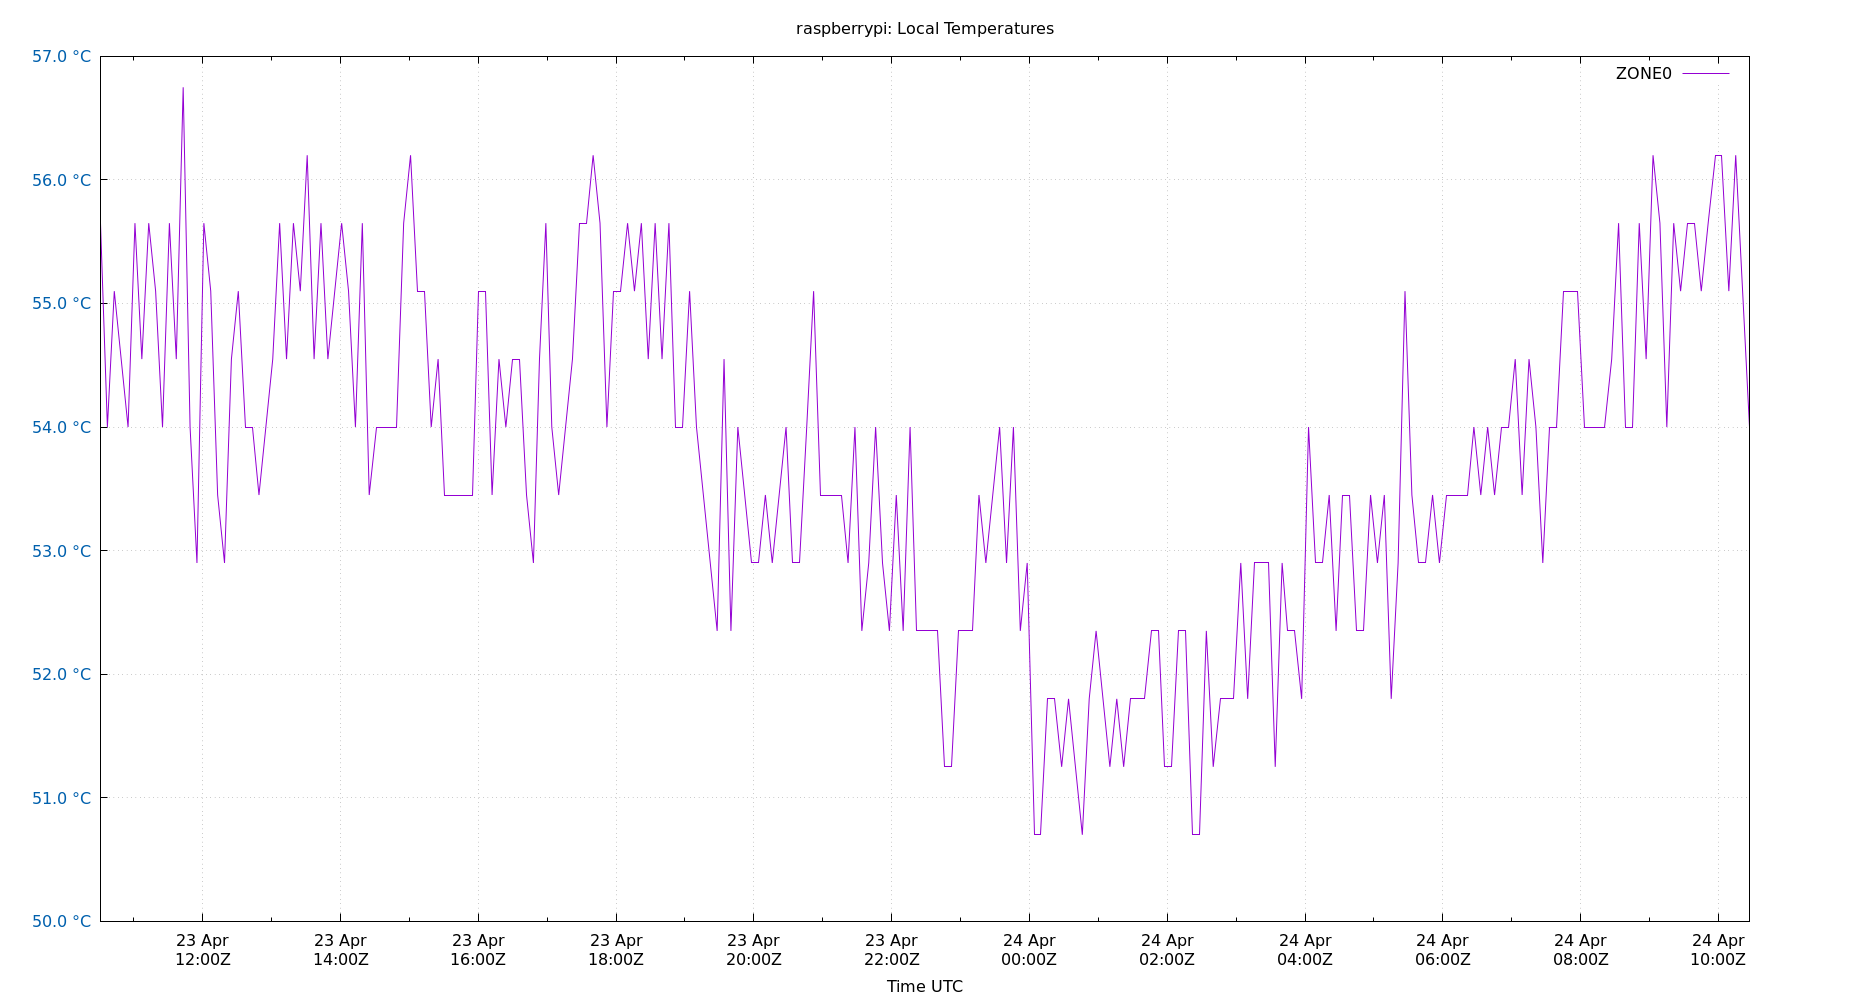 raspberrypi: Local Temperatures
57.0 °C
ZONE0
56.0 °C
55.0 °C
54.0 °C
53.0 °C
52.0 °C
51.0 °C
50.0 °C
23 Apr 23 Apr 23 Apr 23 Apr 23 Apr 23 Apr 24 Apr 24 Apr 24 Apr 24 Apr 24 Apr 24 Apr
12:00Z 14:00Z 16:00Z 18:00Z 20:00Z 22:00Z 00:00Z 02:00Z 04:00Z 06:00Z 08:00Z 10:00Z
Time UTC